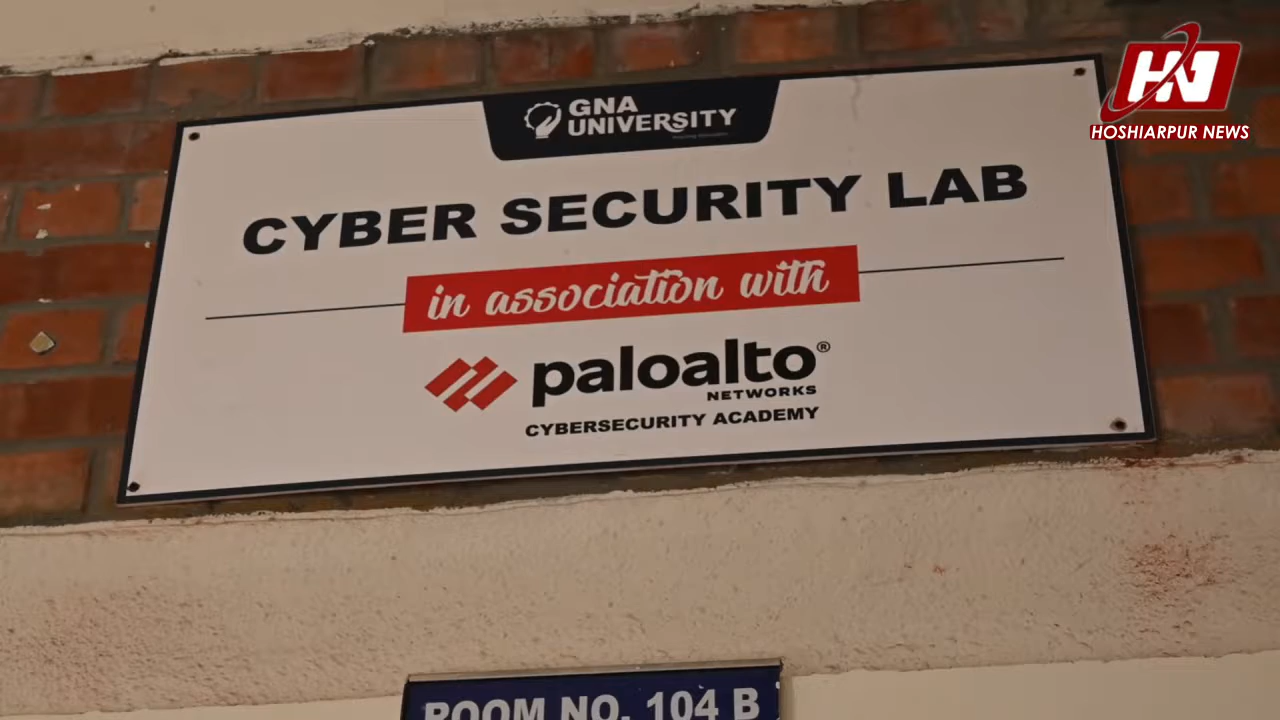 HN
HOSHIARPUR NEWS
GNA
UNIVERSITY
CYBER SECURITY LAB
in association with
paloalto®
NETWORKS
CYBERSECURITY ACADEMY
ROOM NO. 104 B